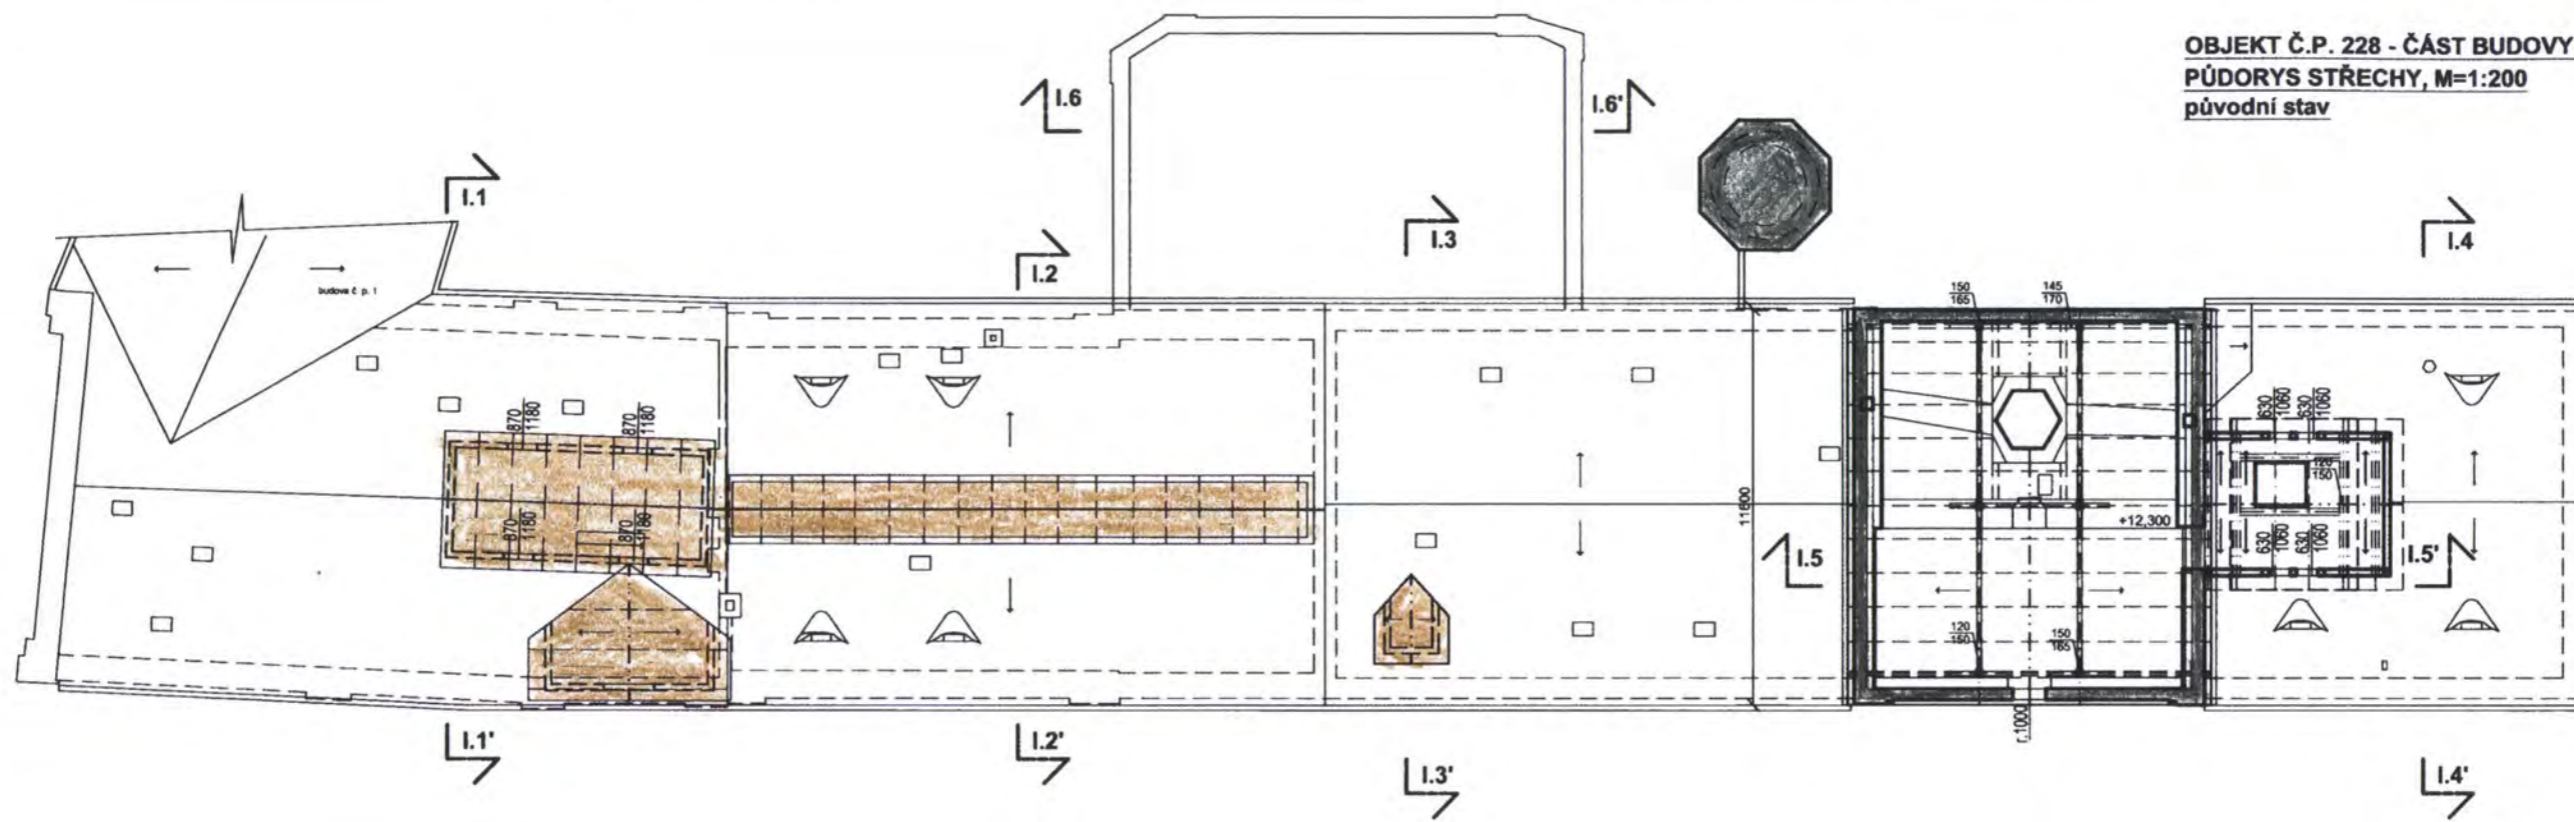 OBJEKT Č.P. 228 - ČÁST BUDOVY
PŮDORYS STŘECHY, M=1:200
původní stav
I.6
I.6'
I.1
I.2
I.3
I.4
budova č. p. 1
150
165
145
170
870
1180
870
1180
630
1060
630
1060
120
150
870
1180
870
1180
11800
+12,300
630
1060
630
1060
I.5
I.5'
120
150
150
165
r.1000
I.1'
I.2'
I.3'
I.4'